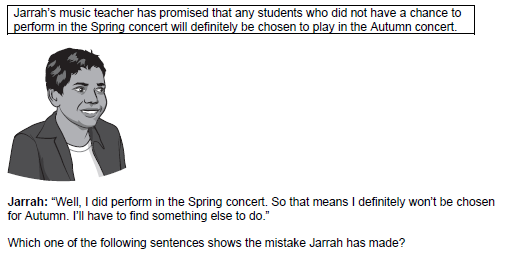 Jarrah's music teacher has promised that any students who did not have a chance to
perform in the Spring concert will definitely be chosen to play in the Autumn concert.
Jarrah: "Well, I did perform in the Spring concert. So that means I definitely won't be chosen
for Autumn. I'll have to find something else to do."
Which one of the following sentences shows the mistake Jarrah has made?